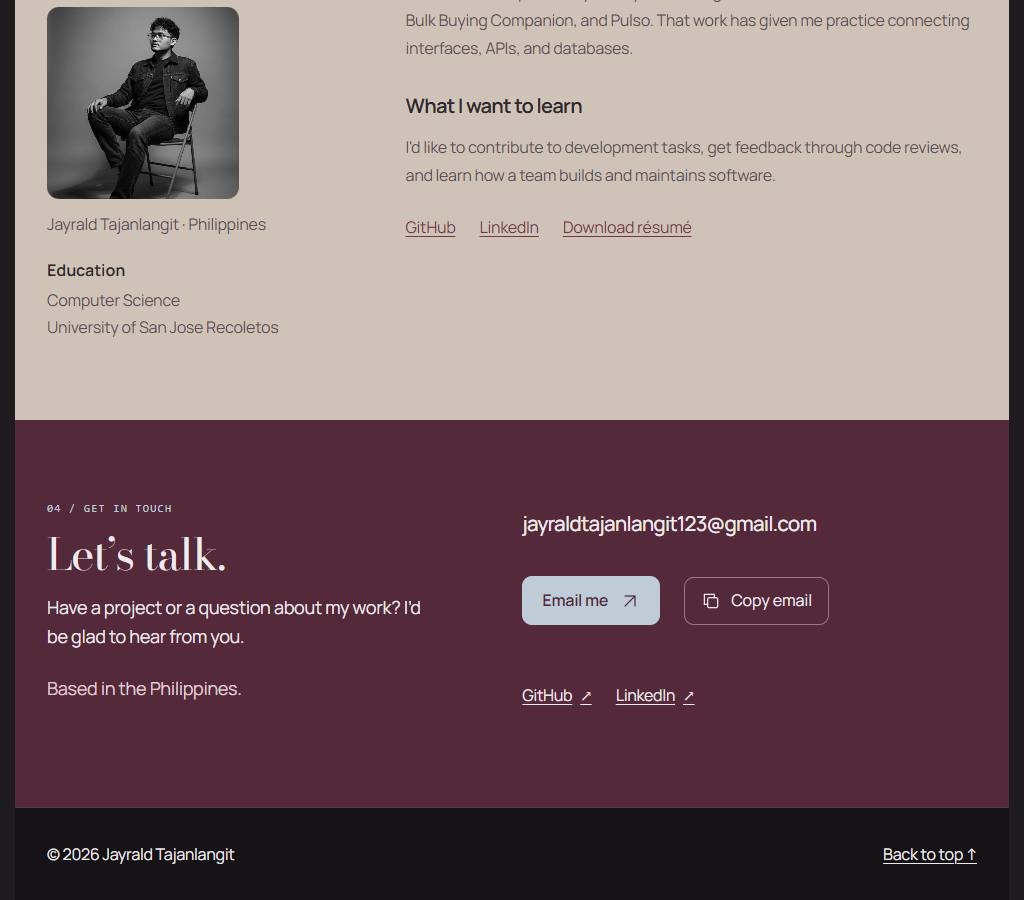 Bulk Buying Companion, and Pulso. That work has given me practice connecting
interfaces, APIs, and databases.
What I want to learn
I'd like to contribute to development tasks, get feedback through code reviews,
and learn how a team builds and maintains software.
GitHub LinkedIn Download résumé
Jayrald Tajanlangit · Philippines
Education
Computer Science
University of San Jose Recoletos
04 / GET IN TOUCH
Let's talk.
Have a project or a question about my work? I'd
be glad to hear from you.
Based in the Philippines.
jayraldtajanlangit123@gmail.com
Email me ↗ Copy email
GitHub ↗ LinkedIn ↗
© 2026 Jayrald Tajanlangit
Back to top ↑